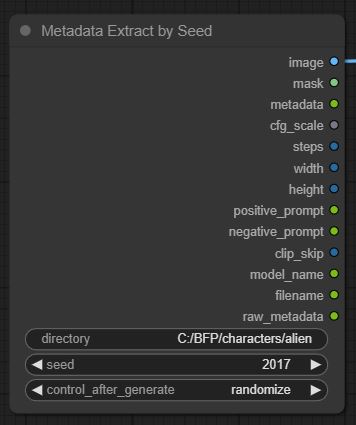 Metadata Extract by Seed
image
mask
metadata
cfg_scale
steps
width
height
positive_prompt
negative_prompt
clip_skip
model_name
filename
raw_metadata
directory C:/BFP/characters/alien
seed 2017
control_after_generate randomize